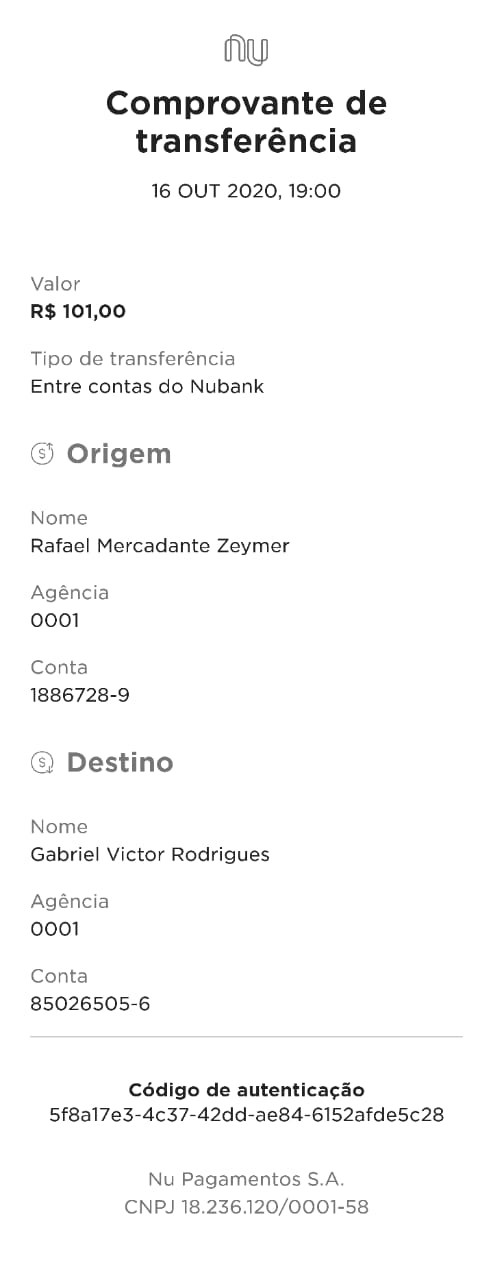 nu
Comprovante de
transferência
16 OUT 2020, 19:00
Valor
R$ 101,00
Tipo de transferência
Entre contas do Nubank
Origem
Nome
Rafael Mercadante Zeymer
Agência
0001
Conta
1886728-9
Destino
Nome
Gabriel Victor Rodrigues
Agência
0001
Conta
85026505-6
Código de autenticação
5f8a17e3-4c37-42dd-ae84-6152afde5c28
Nu Pagamentos S.A.
CNPJ 18.236.120/0001-58